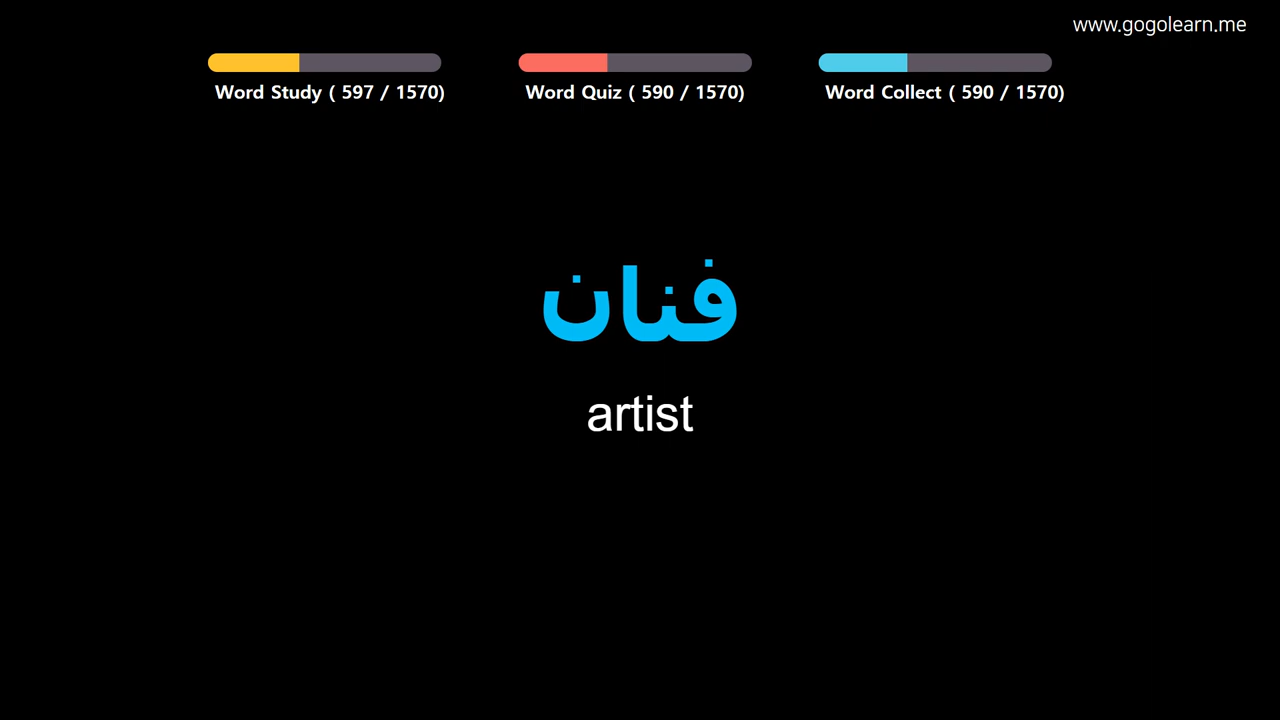 www.gogolearn.me
Word Study ( 597 / 1570)
Word Quiz ( 590 / 1570)
Word Collect ( 590 / 1570)
فنان
artist